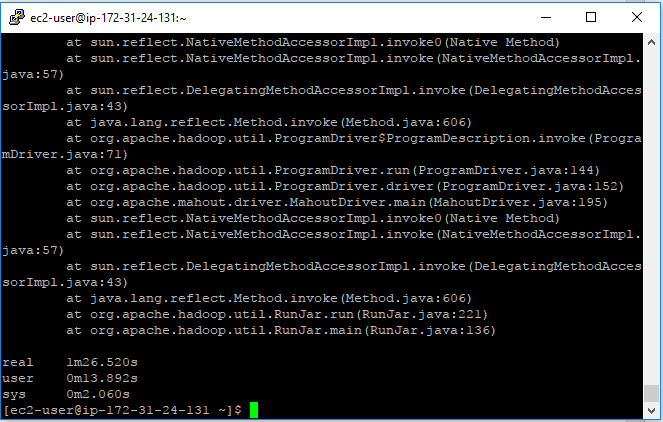 ec2-user@ip-172-31-24-131:~
at sun.reflect.NativeMethodAccessorImpl.invoke0(Native Method)
at sun.reflect.NativeMethodAccessorImpl.invoke(NativeMethodAccessorImpl.
java:57)
at sun.reflect.DelegatingMethodAccessorImpl.invoke(DelegatingMethodAcces
sorImpl.java:43)
at java.lang.reflect.Method.invoke(Method.java:606)
at org.apache.hadoop.util.ProgramDriver$ProgramDescription.invoke(Progra
mDriver.java:71)
at org.apache.hadoop.util.ProgramDriver.run(ProgramDriver.java:144)
at org.apache.hadoop.util.ProgramDriver.driver(ProgramDriver.java:152)
at org.apache.mahout.driver.MahoutDriver.main(MahoutDriver.java:195)
at sun.reflect.NativeMethodAccessorImpl.invoke0(Native Method)
at sun.reflect.NativeMethodAccessorImpl.invoke(NativeMethodAccessorImpl.
java:57)
at sun.reflect.DelegatingMethodAccessorImpl.invoke(DelegatingMethodAcces
sorImpl.java:43)
at java.lang.reflect.Method.invoke(Method.java:606)
at org.apache.hadoop.util.RunJar.run(RunJar.java:221)
at org.apache.hadoop.util.RunJar.main(RunJar.java:136)
real 1m26.520s
user 0m13.892s
sys 0m2.060s
[ec2-user@ip-172-31-24-131 ~]$